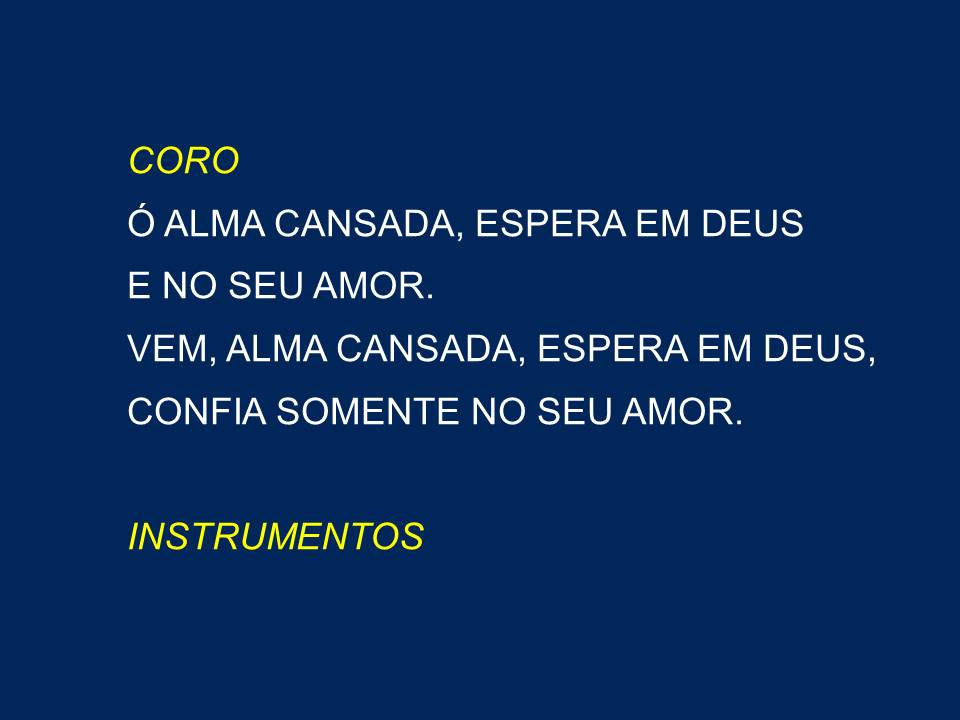 CORO
Ó ALMA CANSADA, ESPERA EM DEUS
E NO SEU AMOR.
VEM, ALMA CANSADA, ESPERA EM DEUS,
CONFIA SOMENTE NO SEU AMOR.
INSTRUMENTOS